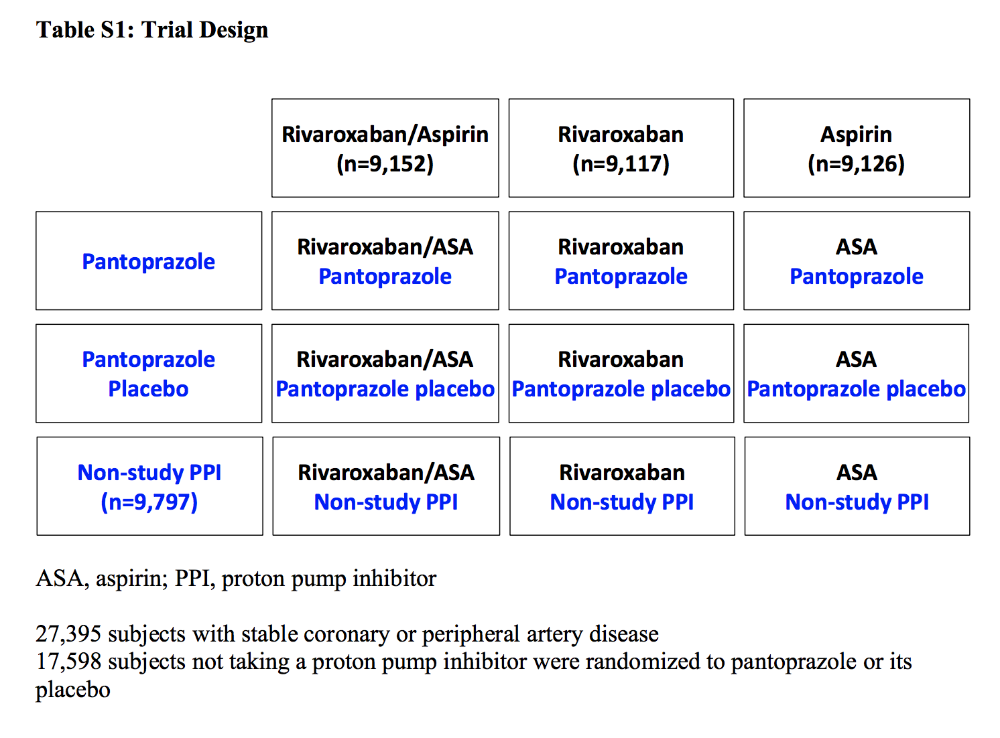 Table S1: Trial Design
Rivaroxaban/Aspirin
(n=9,152)
Rivaroxaban
(n=9,117)
Aspirin
(n=9,126)
Pantoprazole
Rivaroxaban/ASA
Pantoprazole
Rivaroxaban
Pantoprazole
ASA
Pantoprazole
Pantoprazole
Placebo
Rivaroxaban/ASA
Pantoprazole placebo
Rivaroxaban
Pantoprazole placebo
ASA
Pantoprazole placebo
Non-study PPI
(n=9,797)
Rivaroxaban/ASA
Non-study PPI
Rivaroxaban
Non-study PPI
ASA
Non-study PPI
ASA, aspirin; PPI, proton pump inhibitor
27,395 subjects with stable coronary or peripheral artery disease
17,598 subjects not taking a proton pump inhibitor were randomized to pantoprazole or its
placebo